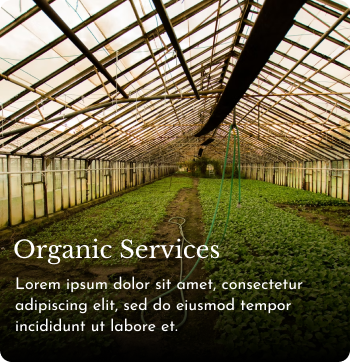 Organic Services
Lorem ipsum dolor sit amet, consectetur
adipiscing elit, sed do eiusmod tempor
incididunt ut labore et.